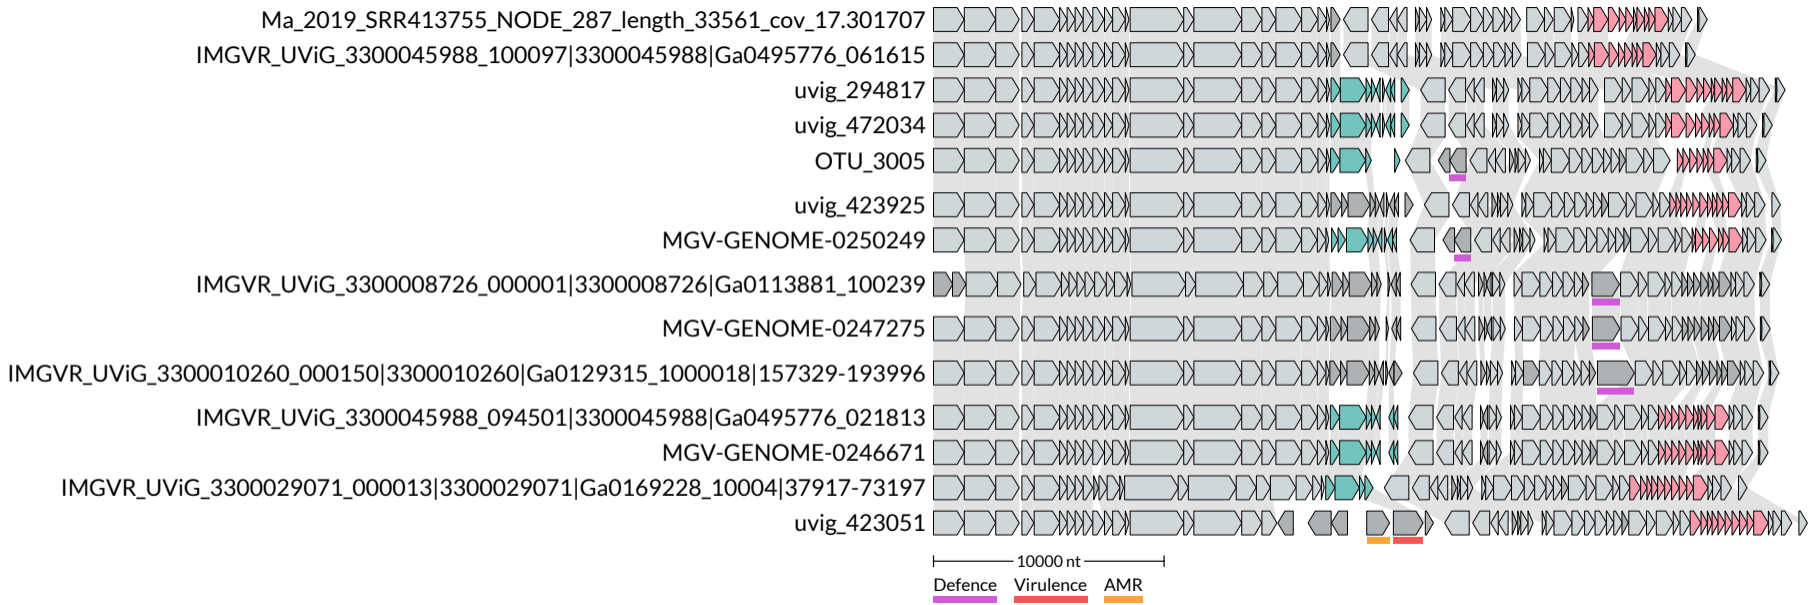 Ma_2019_SRR413755_NODE_287_length_33561_cov_17.301707
IMGVR_UViG_3300045988_100097|3300045988|Ga0495776_061615
uvig_294817
uvig_472034
OTU_3005
uvig_423925
MGV-GENOME-0250249
IMGVR_UViG_3300008726_000001|3300008726|Ga0113881_100239
MGV-GENOME-0247275
IMGVR_UViG_3300010260_000150|3300010260|Ga0129315_1000018|157329-193996
IMGVR_UViG_3300045988_094501|3300045988|Ga0495776_021813
MGV-GENOME-0246671
IMGVR_UViG_3300029071_000013|3300029071|Ga0169228_10004|37917-73197
uvig_423051
10000 nt
Defence Virulence AMR